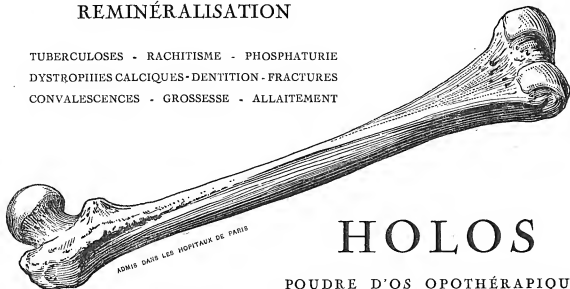 REMINÉRALISATION
TUBERCULOSES - RACHITISME - PHOSPHATURIE
DYSTROPHIES CALCIQUES - DENTITION - FRACTURES
CONVALESCENCES - GROSSESSE - ALLAITEMENT
ADMIS DANS LES HOPITAUX DE PARIS
HOLOS
POUDRE D'OS OPOTHÉRAPIQU